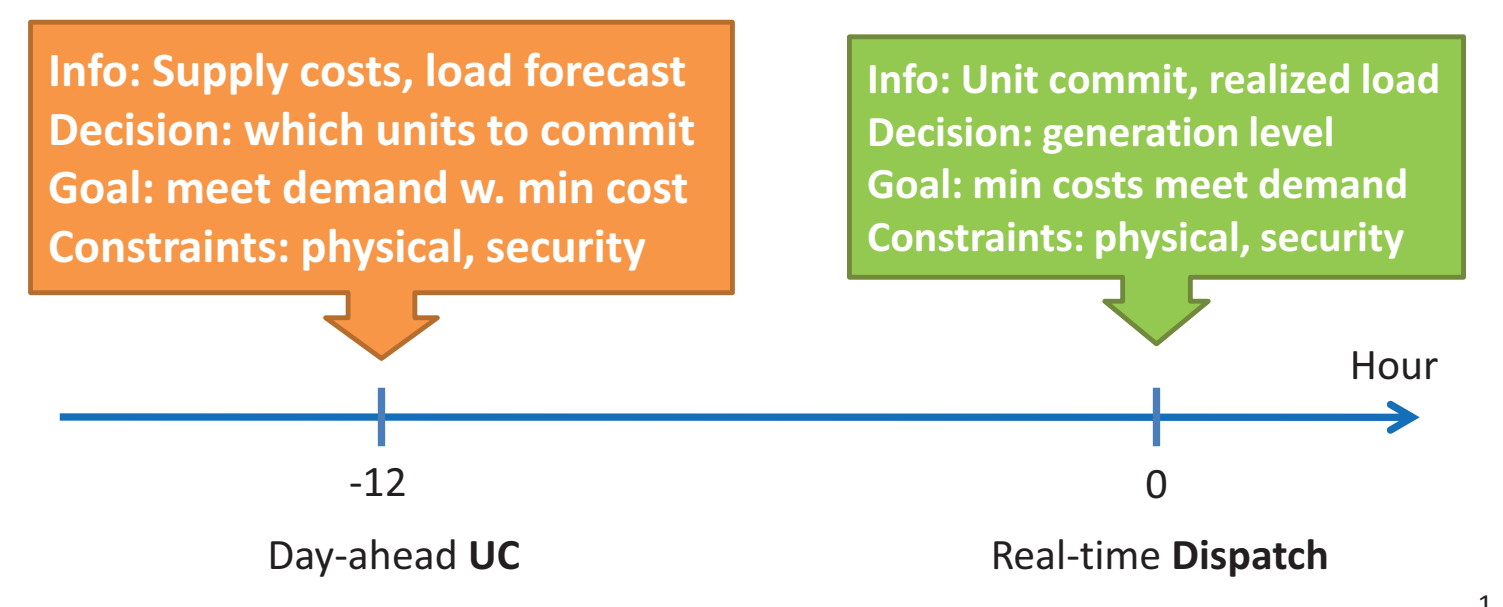 Info: Supply costs, load forecast
Decision: which units to commit
Goal: meet demand w. min cost
Constraints: physical, security
Info: Unit commit, realized load
Decision: generation level
Goal: min costs meet demand
Constraints: physical, security
Hour
-12
0
Day-ahead UC
Real-time Dispatch
1